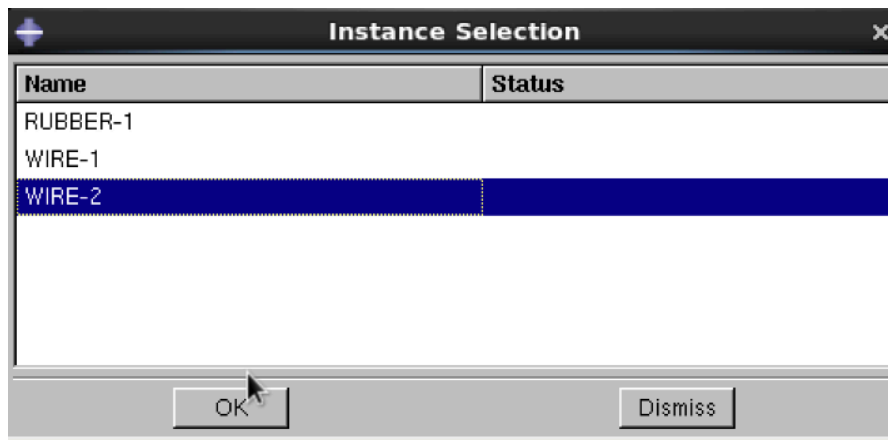 Instance Selection
Name Status
RUBBER-1
WIRE-1
WIRE-2
OK Dismiss